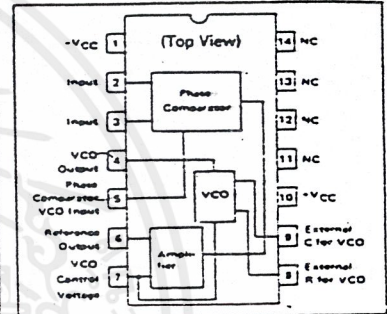 (Top View)
-VCC 1
Input 2
Input 3
VCO
Output 4
Phase
Comparator
VCO Input 5
Reference
Output 6
VCO
Control
Voltage 7
Phase
Comparator
VCO
Ampli-
fier
14 NC
13 NC
12 NC
11 NC
10 +VCC
9 External
C for VCO
8 External
R for VCO